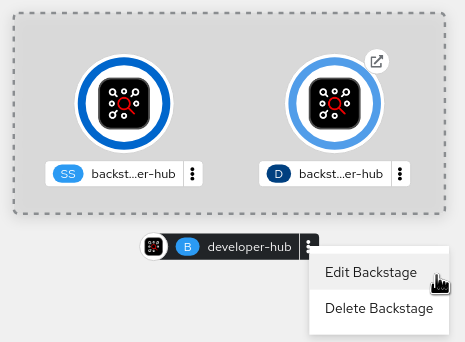 SS backst...er-hub
D backst...er-hub
B developer-hub
Edit Backstage
Delete Backstage